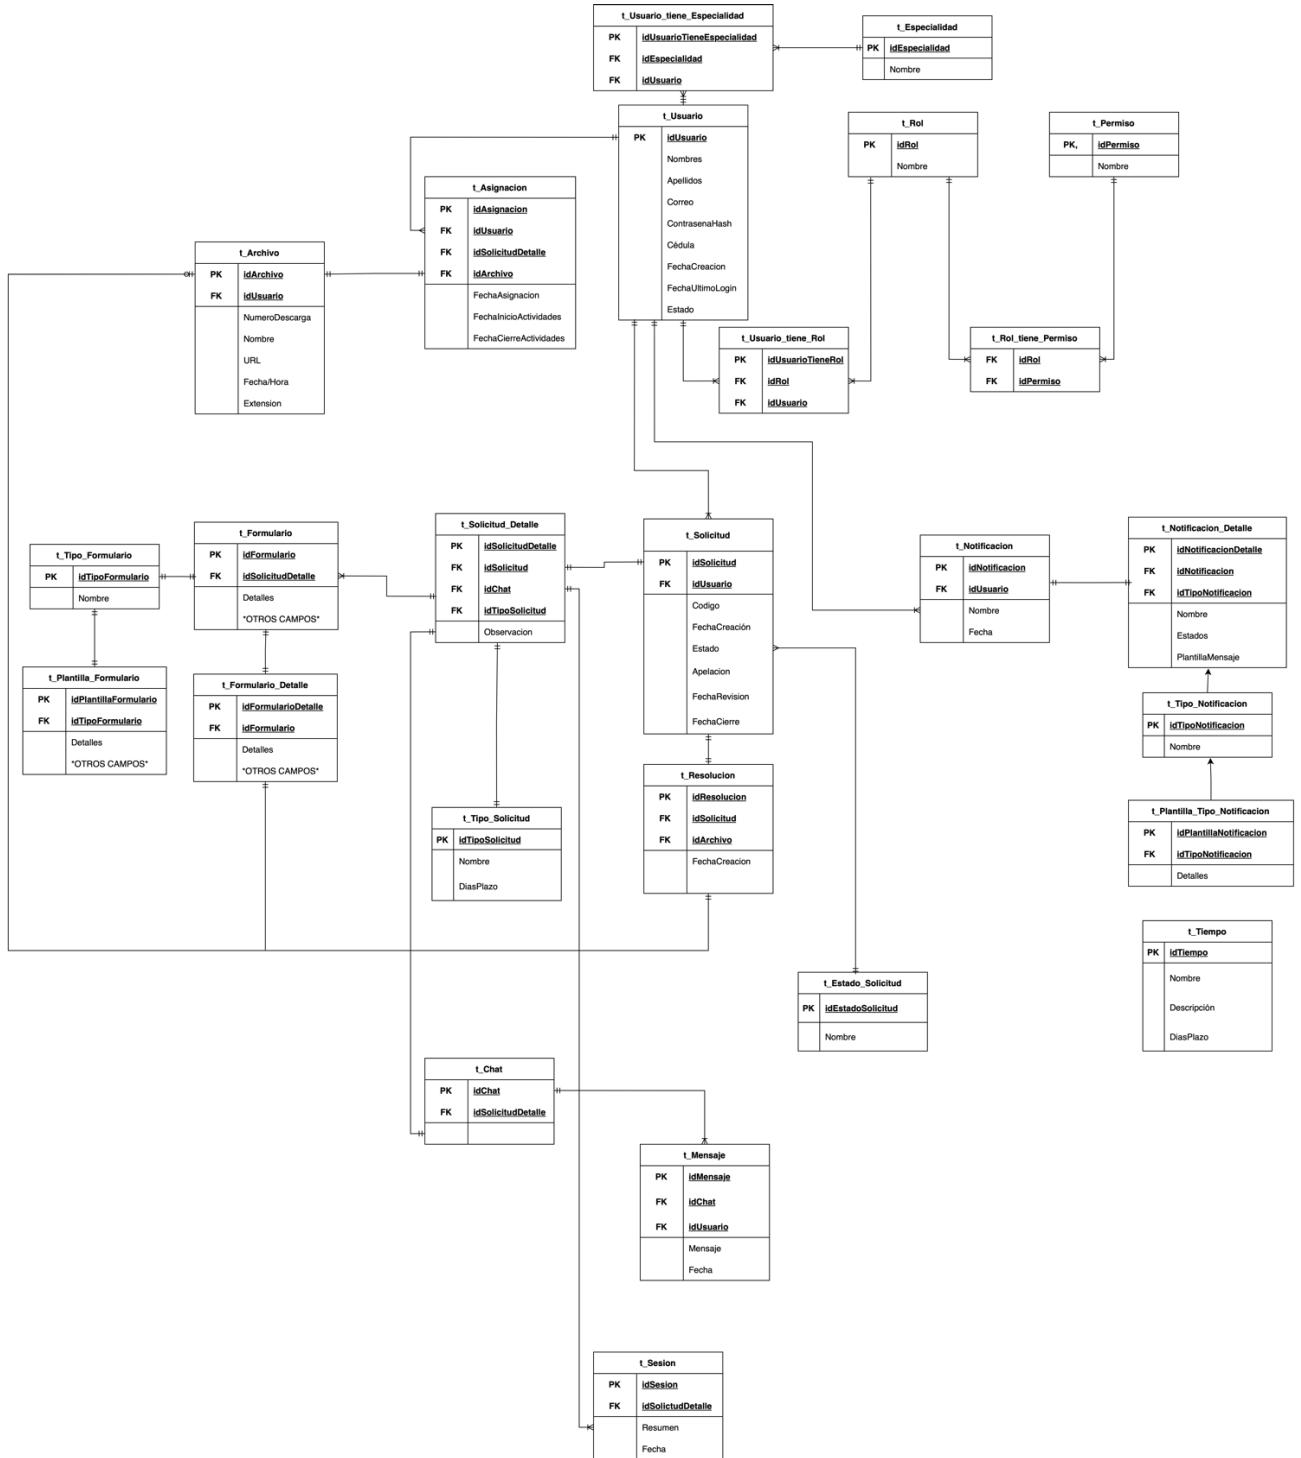 t_Usuario_tiene_Especialidad
PK idUsuarioTieneEspecialidad
FK idEspecialidad
FK idUsuario
t_Especialidad
PK idEspecialidad
Nombre
t_Usuario
PK idUsuario
Nombres
Apellidos
Correo
ContrasenaHash
Cédula
FechaCreacion
FechaUltimoLogin
Estado
t_Rol
PK idRol
Nombre
t_Permiso
PK, idPermiso
Nombre
t_Asignacion
PK idAsignacion
FK idUsuario
FK idSolicitudDetalle
FK idArchivo
FechaAsignacion
FechaInicioActividades
FechaCierreActividades
t_Archivo
PK idArchivo
FK idUsuario
NumeroDescarga
Nombre
URL
Fecha/Hora
Extension
t_Usuario_tiene_Rol
PK idUsuarioTieneRol
FK idRol
FK idUsuario
t_Rol_tiene_Permiso
FK idRol
FK idPermiso
t_Tipo_Formulario
PK idTipoFormulario
Nombre
t_Formulario
PK idFormulario
FK idSolicitudDetalle
Detalles
*OTROS CAMPOS*
t_Solicitud_Detalle
PK idSolicitudDetalle
FK idSolicitud
FK idChat
FK idTipoSolicitud
Observacion
t_Solicitud
PK idSolicitud
FK idUsuario
Codigo
FechaCreación
Estado
Apelacion
FechaRevision
FechaCierre
t_Notificacion
PK idNotificacion
FK idUsuario
Nombre
Fecha
t_Notificacion_Detalle
PK idNotificacionDetalle
FK idNotificacion
FK idTipoNotificacion
Nombre
Estados
PlantillaMensaje
t_Plantilla_Formulario
PK idPlantillaFormulario
FK idTipoFormulario
Detalles
*OTROS CAMPOS*
t_Formulario_Detalle
PK idFormularioDetalle
FK idFormulario
Detalles
*OTROS CAMPOS*
t_Tipo_Notificacion
PK idTipoNotificacion
Nombre
t_Resolucion
PK idResolucion
FK idSolicitud
FK idArchivo
FechaCreacion
t_Tipo_Solicitud
PK idTipoSolicitud
Nombre
DiasPlazo
t_Plantilla_Tipo_Notificacion
PK idPlantillaNotificacion
FK idTipoNotificacion
Detalles
t_Tiempo
PK idTiempo
Nombre
Descripción
DiasPlazo
t_Estado_Solicitud
PK idEstadoSolicitud
Nombre
t_Chat
PK idChat
FK idSolicitudDetalle
t_Mensaje
PK idMensaje
FK idChat
FK idUsuario
Mensaje
Fecha
t_Sesion
PK idSesion
FK idSolictudDetalle
Resumen
Fecha